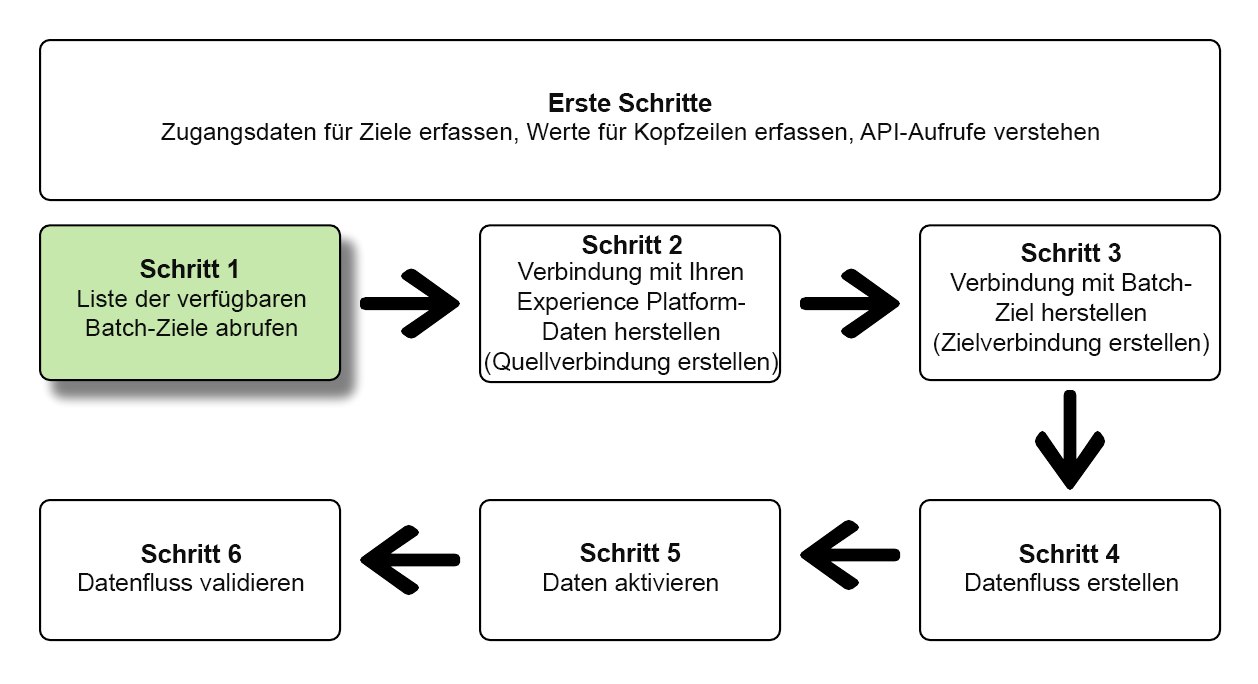 Erste Schritte
Zugangsdaten für Ziele erfassen, Werte für Kopfzeilen erfassen, API-Aufrufe verstehen
Schritt 1
Liste der verfügbaren
Batch-Ziele abrufen
Schritt 2
Verbindung mit Ihren
Experience Platform-
Daten herstellen
(Quellverbindung erstellen)
Schritt 3
Verbindung mit Batch-
Ziel herstellen
(Zielverbindung erstellen)
Schritt 4
Datenfluss erstellen
Schritt 5
Daten aktivieren
Schritt 6
Datenfluss validieren